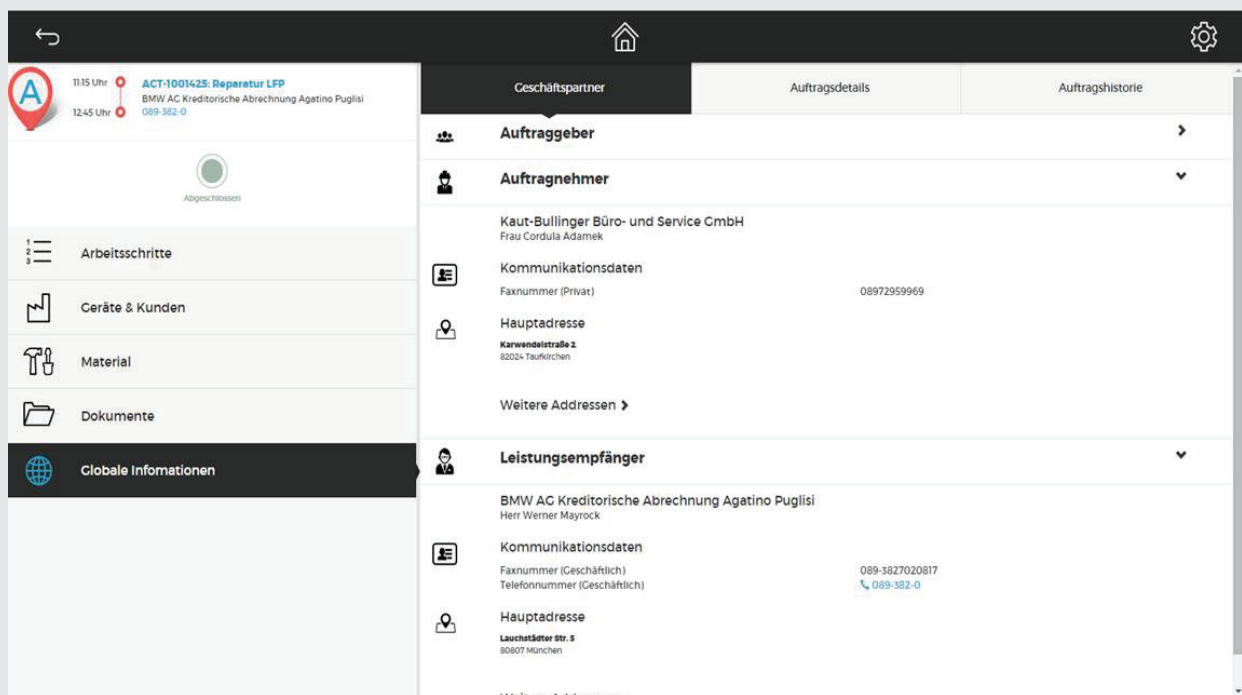 A
11.15 Uhr
ACT-1001425: Reparatur LFP
BMW AG Kreditorische Abrechnung Agatino Puglisi
12.45 Uhr
089-382-0
Abgeschlossen
1
2
3
Arbeitsschritte
Geräte & Kunden
Material
Dokumente
Globale Infomationen
Geschäftspartner
Auftragsdetails
Auftragshistorie
Auftraggeber
Auftragnehmer
Kaut-Bullinger Büro- und Service GmbH
Frau Cordula Adamek
Kommunikationsdaten
Faxnummer (Privat) 08972959969
Hauptadresse
Karwendelstraße 2
82024 Taufkirchen
Weitere Addressen
Leistungsempfänger
BMW AG Kreditorische Abrechnung Agatino Puglisi
Herr Werner Mayrock
Kommunikationsdaten
Faxnummer (Geschäftlich) 089-3827020817
Telefonnummer (Geschäftlich) 089-382-0
Hauptadresse
Lauchstädter Str. 5
80807 München